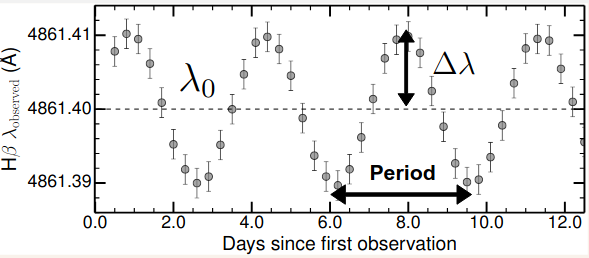 4861.41
4861.40
4861.39
Hβ λobserved (Å)
λ0
Δλ
Period
0.0 2.0 4.0 6.0 8.0 10.0 12.0
Days since first observation